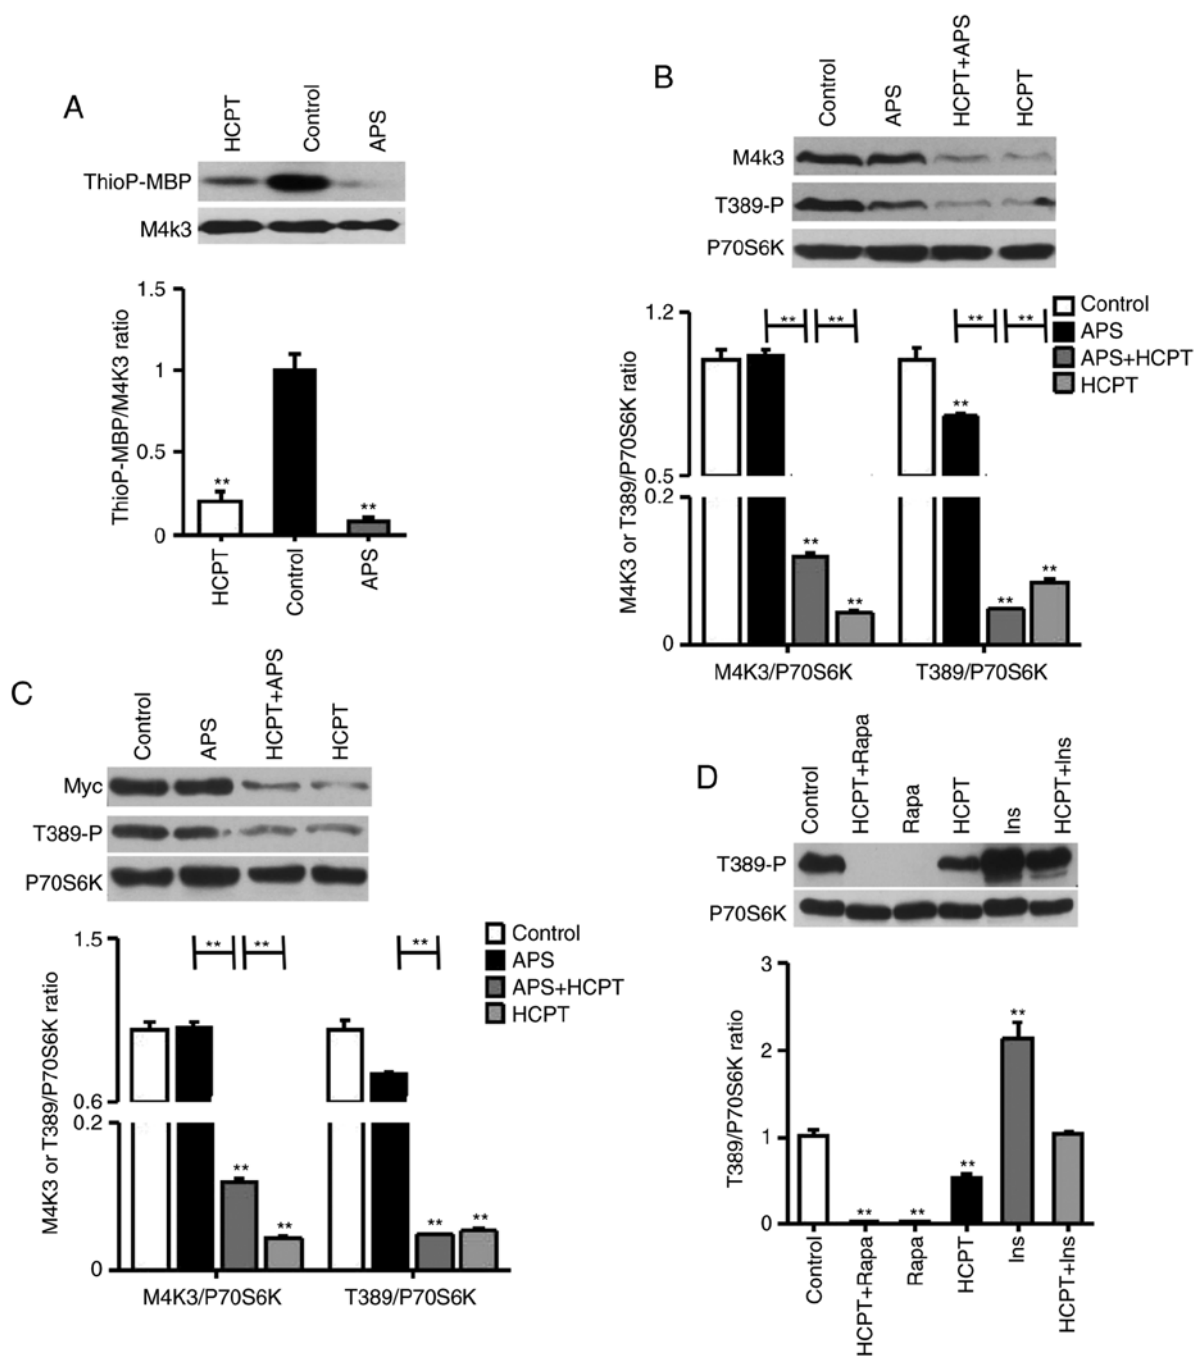 A
HCPT
Control
APS
ThioP-MBP
M4k3
1.5
1
0.5
0
ThioP-MBP/M4K3 ratio
**
**
HCPT
Control
APS
B
Control
APS
HCPT+APS
HCPT
M4k3
T389-P
P70S6K
1.2
0.5
0.2
0
M4K3 or T389/P70S6K ratio
** ** ** **
**
** **
** **
Control
APS
APS+HCPT
HCPT
M4K3/P70S6K T389/P70S6K
C
Control
APS
HCPT+APS
HCPT
Myc
T389-P
P70S6K
1.5
0.6
0.2
0
M4K3 or T389/P70S6K ratio
** ** **
** ** ** **
Control
APS
APS+HCPT
HCPT
M4K3/P70S6K T389/P70S6K
D
Control
HCPT+Rapa
Rapa
HCPT
Ins
HCPT+Ins
T389-P
P70S6K
3
2
1
0
T389/P70S6K ratio
** ** ** **
Control
HCPT+Rapa
Rapa
HCPT
Ins
HCPT+Ins